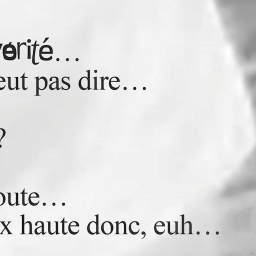 vérité…
eut pas dire…
?
oute…
x haute donc, euh…